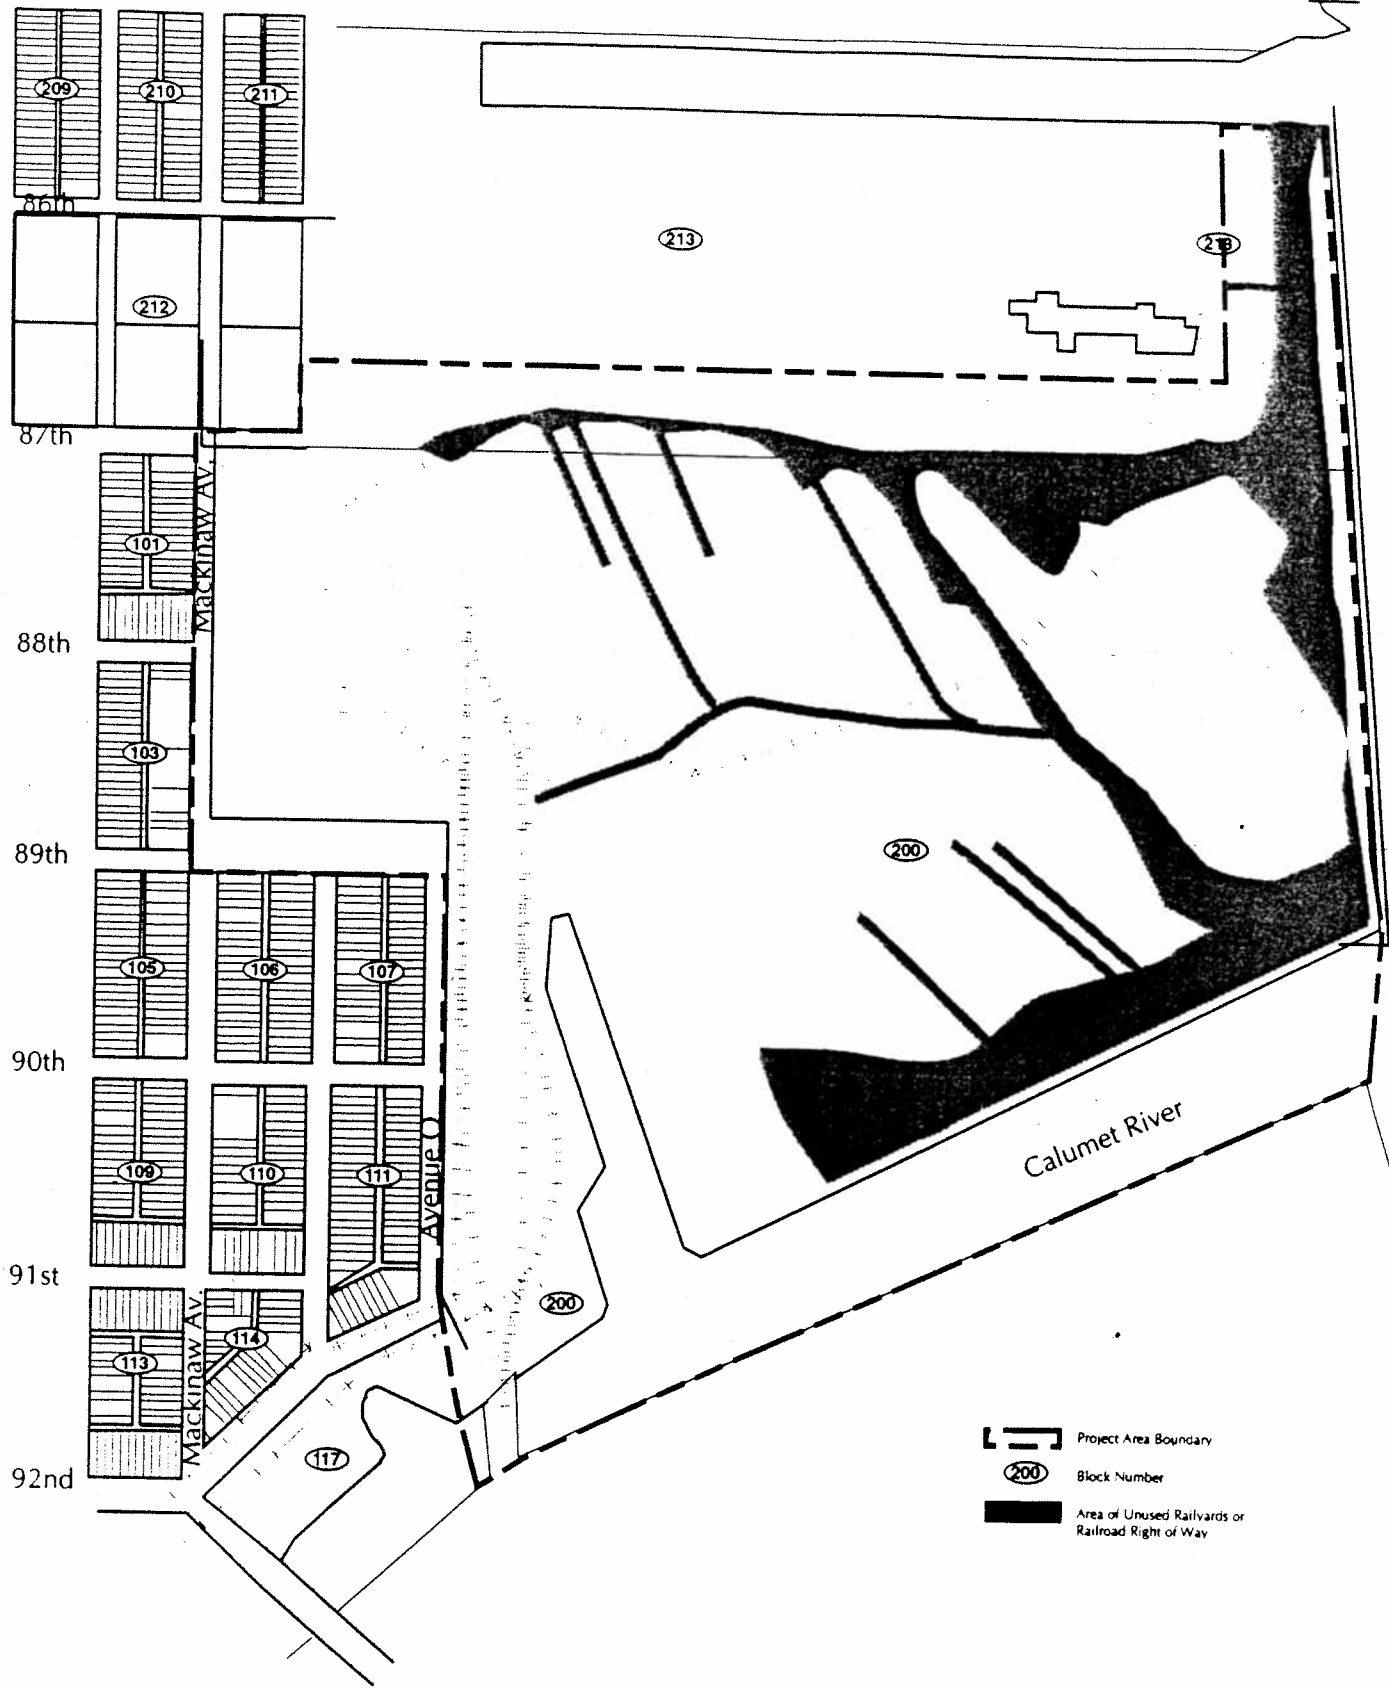 209
210
211
86th
213
213
212
87th
Mackinaw Av.
101
88th
103
89th
200
105
106
107
90th
Calumet River
109
110
111
Avenue O
91st
200
Mackinaw Av.
114
113
117
Project Area Boundary
92nd
200
Block Number
Area of Unused Railyards or
Railroad Right of Way